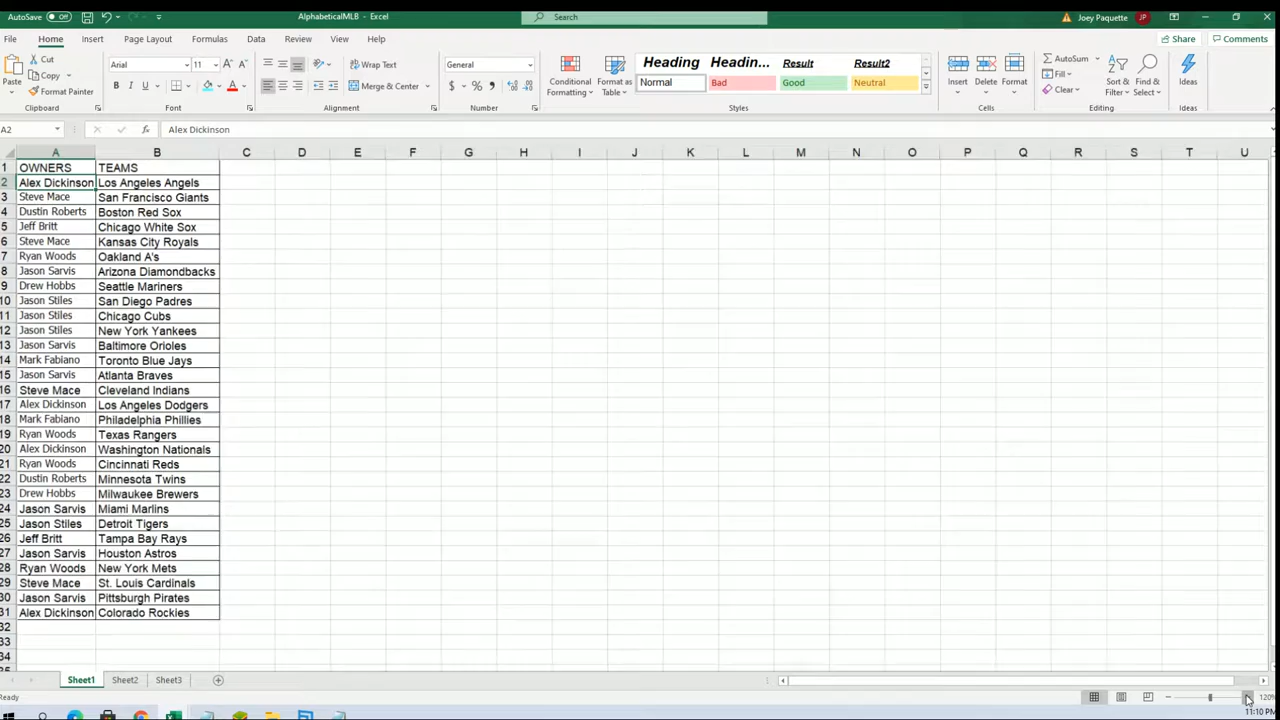 AutoSave Off AlphabeticalMLB - Excel Search Joey Paquette JP
File Home Insert Page Layout Formulas Data Review View Help Share Comments
Paste Cut Copy Format Painter Clipboard
Arial 11 B I U Font
Wrap Text Merge & Center Alignment
General $ % Number
Conditional Formatting Format as Table Heading Headin... Result Result2 Normal Bad Good Neutral Styles
Insert Delete Format Cells
AutoSum Fill Clear Sort & Filter Find & Select Editing
Ideas Ideas
A2 fx Alex Dickinson
A B C D E F G H I J K L M N O P Q R S T U
1 OWNERS TEAMS
2 Alex Dickinson Los Angeles Angels
3 Steve Mace San Francisco Giants
4 Dustin Roberts Boston Red Sox
5 Jeff Britt Chicago White Sox
6 Steve Mace Kansas City Royals
7 Ryan Woods Oakland A's
8 Jason Sarvis Arizona Diamondbacks
9 Drew Hobbs Seattle Mariners
10 Jason Stiles San Diego Padres
11 Jason Stiles Chicago Cubs
12 Jason Stiles New York Yankees
13 Jason Sarvis Baltimore Orioles
14 Mark Fabiano Toronto Blue Jays
15 Jason Sarvis Atlanta Braves
16 Steve Mace Cleveland Indians
17 Alex Dickinson Los Angeles Dodgers
18 Mark Fabiano Philadelphia Phillies
19 Ryan Woods Texas Rangers
20 Alex Dickinson Washington Nationals
21 Ryan Woods Cincinnati Reds
22 Dustin Roberts Minnesota Twins
23 Drew Hobbs Milwaukee Brewers
24 Jason Sarvis Miami Marlins
25 Jason Stiles Detroit Tigers
26 Jeff Britt Tampa Bay Rays
27 Jason Sarvis Houston Astros
28 Ryan Woods New York Mets
29 Steve Mace St. Louis Cardinals
30 Jason Sarvis Pittsburgh Pirates
31 Alex Dickinson Colorado Rockies
32
33
34
Sheet1 Sheet2 Sheet3
Ready 120%
11:10 PM